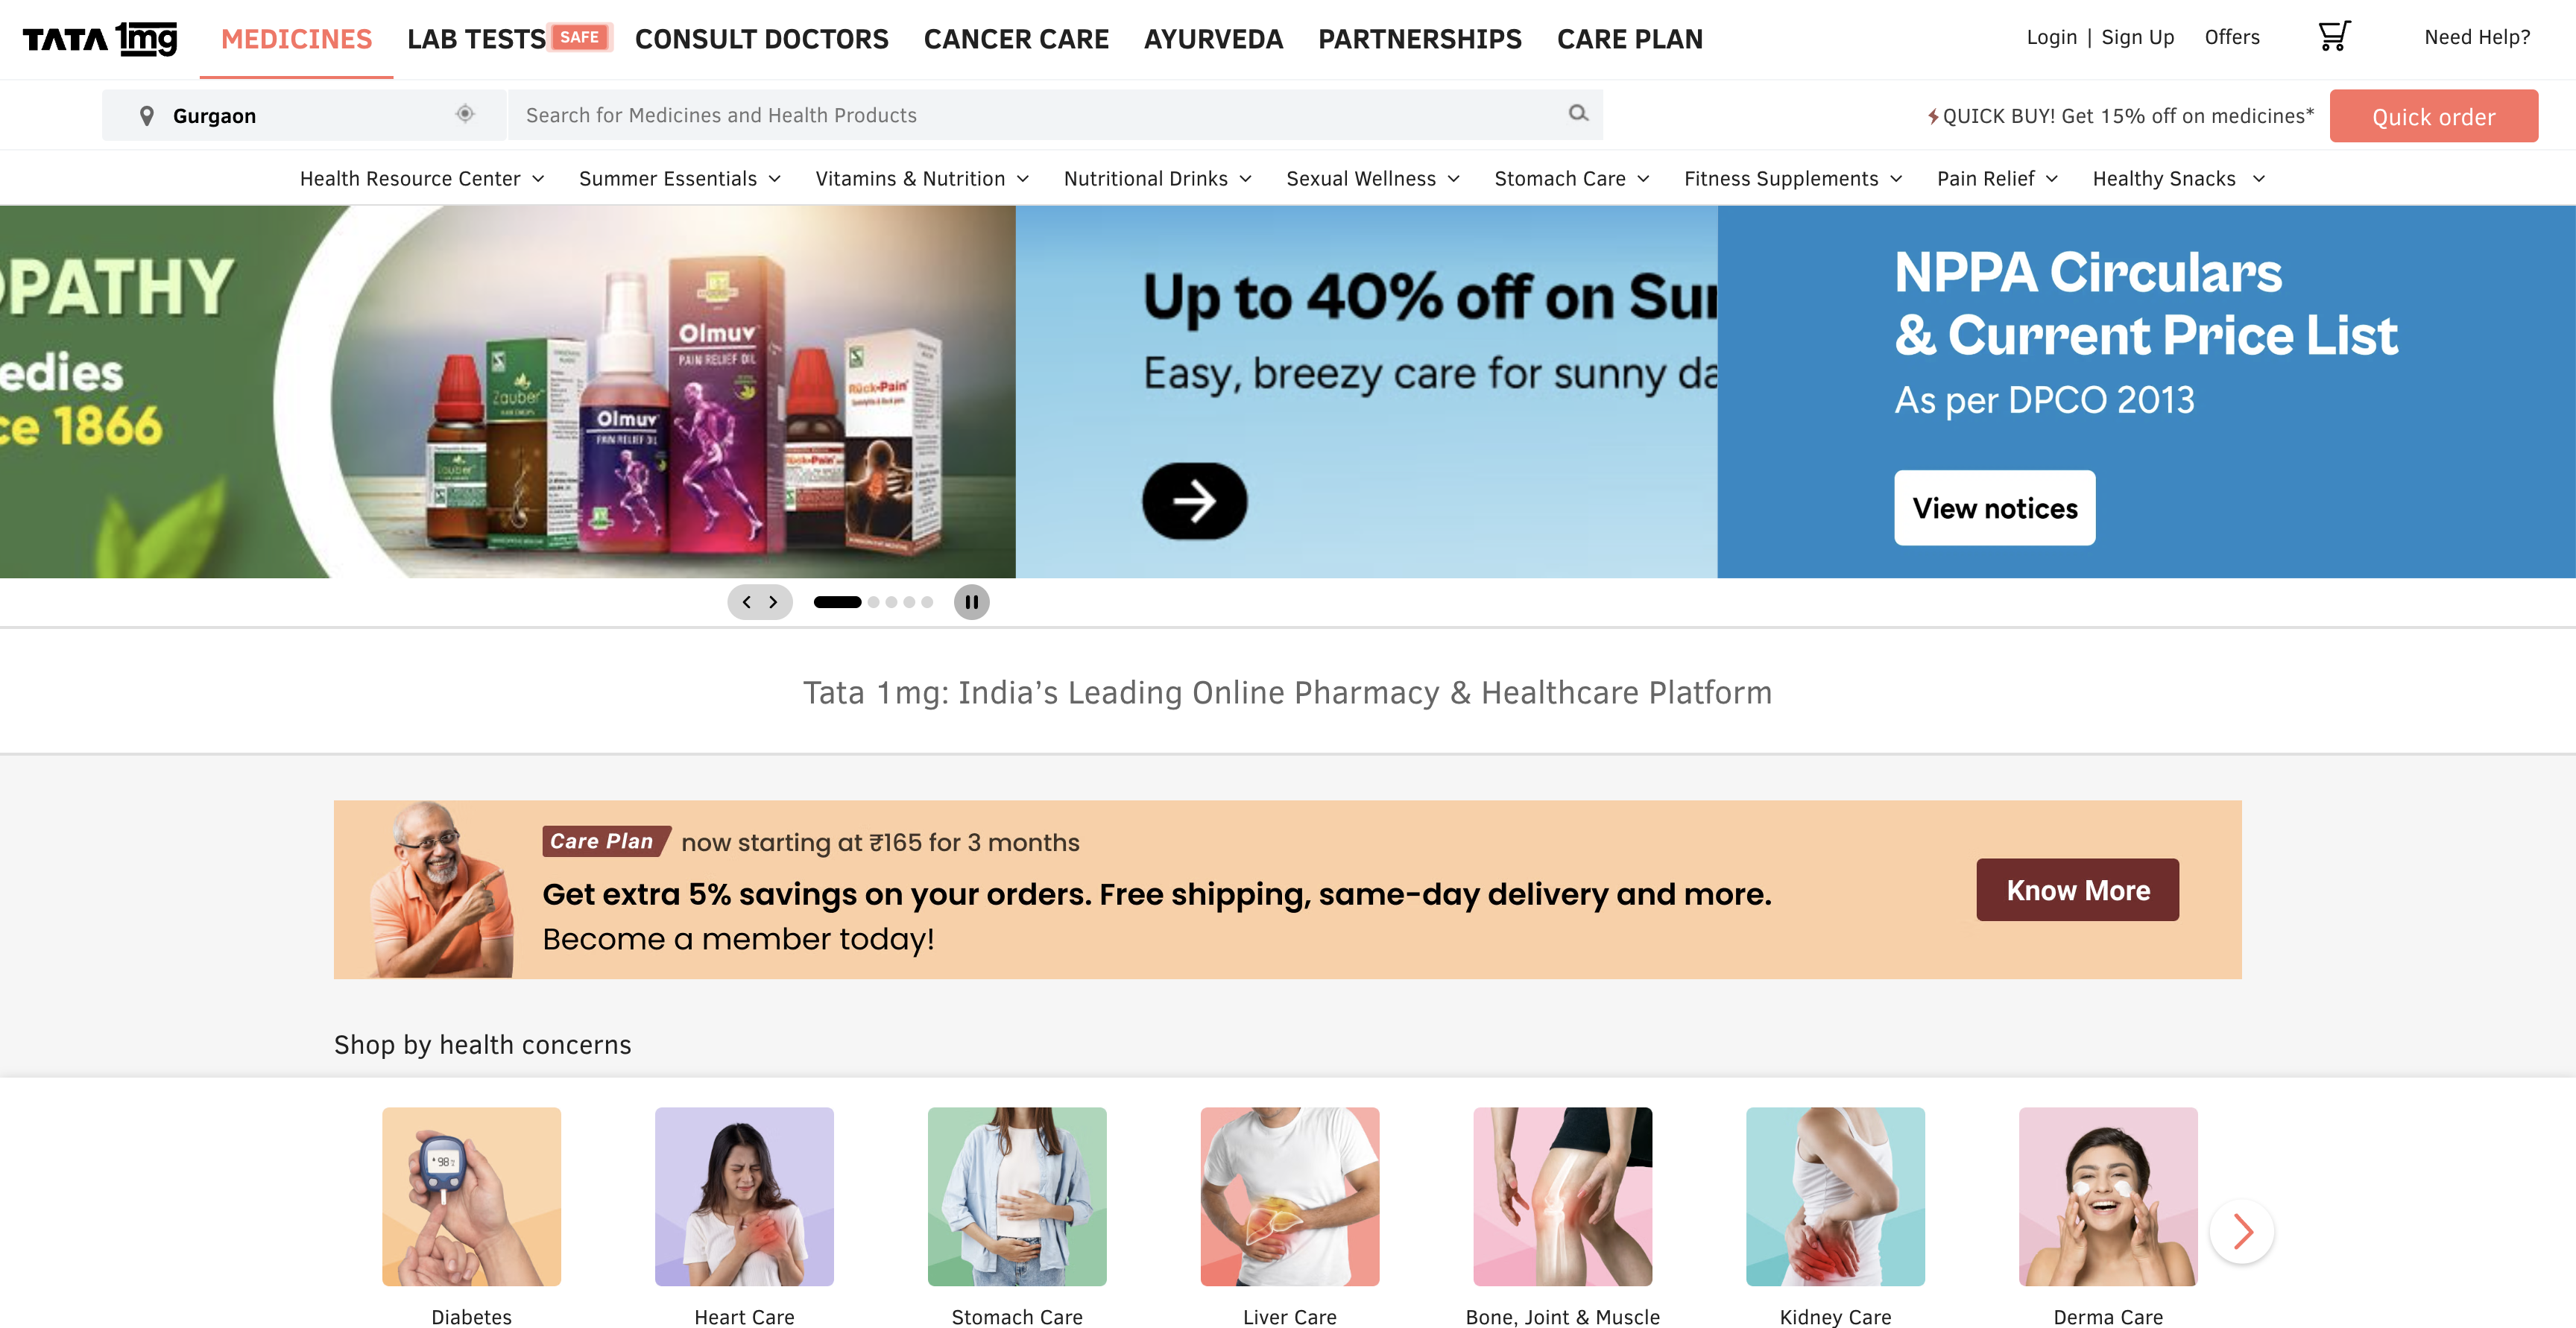 TATA 1mg
MEDICINES
LAB TESTS
SAFE
CONSULT DOCTORS
CANCER CARE
AYURVEDA
PARTNERSHIPS
CARE PLAN
Login | Sign Up
Offers
Need Help?
Gurgaon
Search for Medicines and Health Products
QUICK BUY! Get 15% off on medicines*
Quick order
Health Resource Center
Summer Essentials
Vitamins & Nutrition
Nutritional Drinks
Sexual Wellness
Stomach Care
Fitness Supplements
Pain Relief
Healthy Snacks
OPATHY
edies
ce 1866
Zauber
Zauber
Olmuv
PAIN RELIEF OIL
Olmuv
PAIN RELIEF OIL
Rück-Pain
Rück-Pain
Up to 40% off on Su
Easy, breezy care for sunny da
NPPA Circulars
& Current Price List
As per DPCO 2013
View notices
Tata 1mg: India’s Leading Online Pharmacy & Healthcare Platform
Care Plan now starting at ₹165 for 3 months
Get extra 5% savings on your orders. Free shipping, same-day delivery and more.
Become a member today!
Know More
Shop by health concerns
98
Diabetes
Heart Care
Stomach Care
Liver Care
Bone, Joint & Muscle
Kidney Care
Derma Care